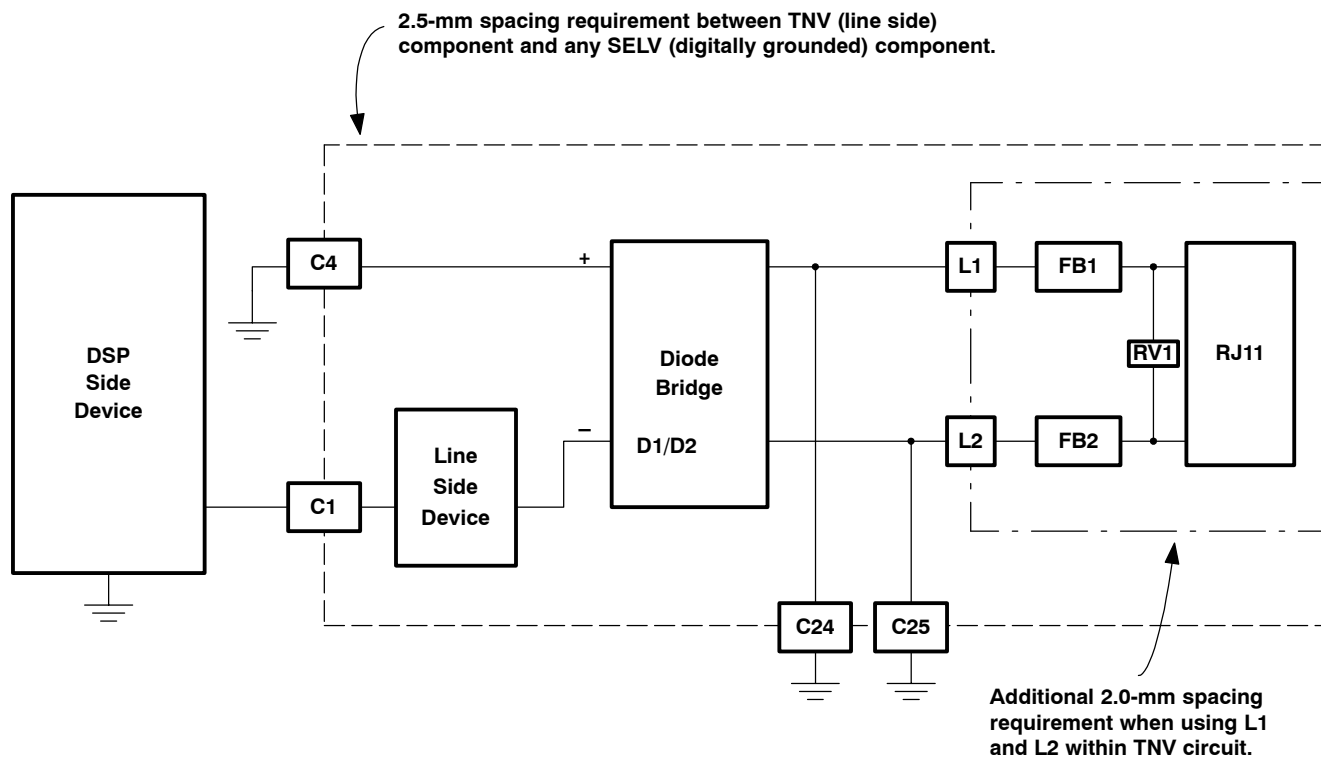 2.5-mm spacing requirement between TNV (line side)
component and any SELV (digitally grounded) component.
C4
+
L1
FB1
DSP
Side
Device
Diode
Bridge
RV1
RJ11
–
D1/D2
L2
FB2
Line
Side
Device
C1
C24
C25
Additional 2.0-mm spacing
requirement when using L1
and L2 within TNV circuit.